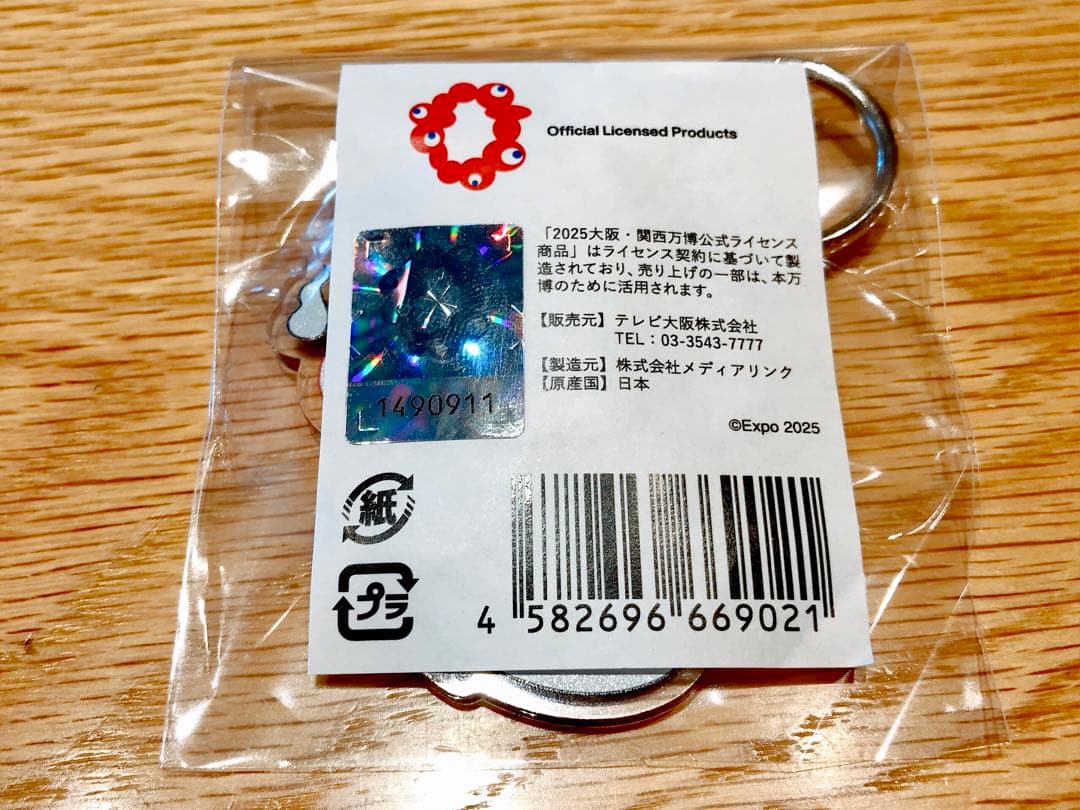 Official Licensed Products
「2025大阪・関西万博公式ライセンス
商品」はライセンス契約に基づいて製
造されており、売り上げの一部は、本万
博のために活用されます。
【販売元】テレビ大阪株式会社
TEL：03-3543-7777
【製造元】株式会社メディアリンク
【原産国】日本
©Expo 2025
1490911
紙
プラ
4 582696 669021